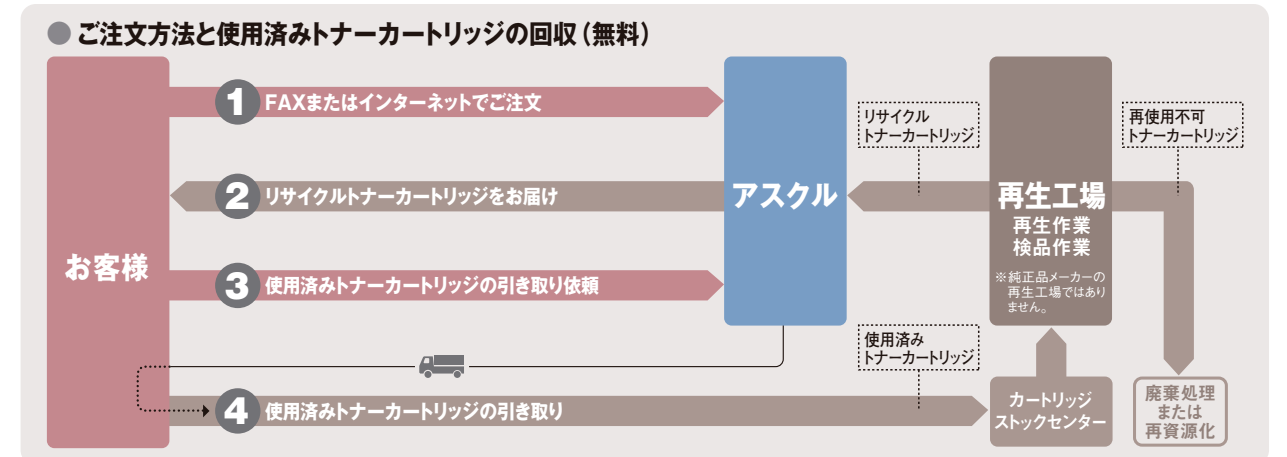 ● ご注文方法と使用済みトナーカートリッジの回収（無料）
お客様
1 FAXまたはインターネットでご注文
2 リサイクルトナーカートリッジをお届け
3 使用済みトナーカートリッジの引き取り依頼
4 使用済みトナーカートリッジの引き取り
アスクル
リサイクル
トナーカートリッジ
再生工場
再生作業
検品作業
※純正品メーカーの
再生工場ではあり
ません。
再使用不可
トナーカートリッジ
使用済み
トナーカートリッジ
カートリッジ
ストックセンター
廃棄処理
または
再資源化